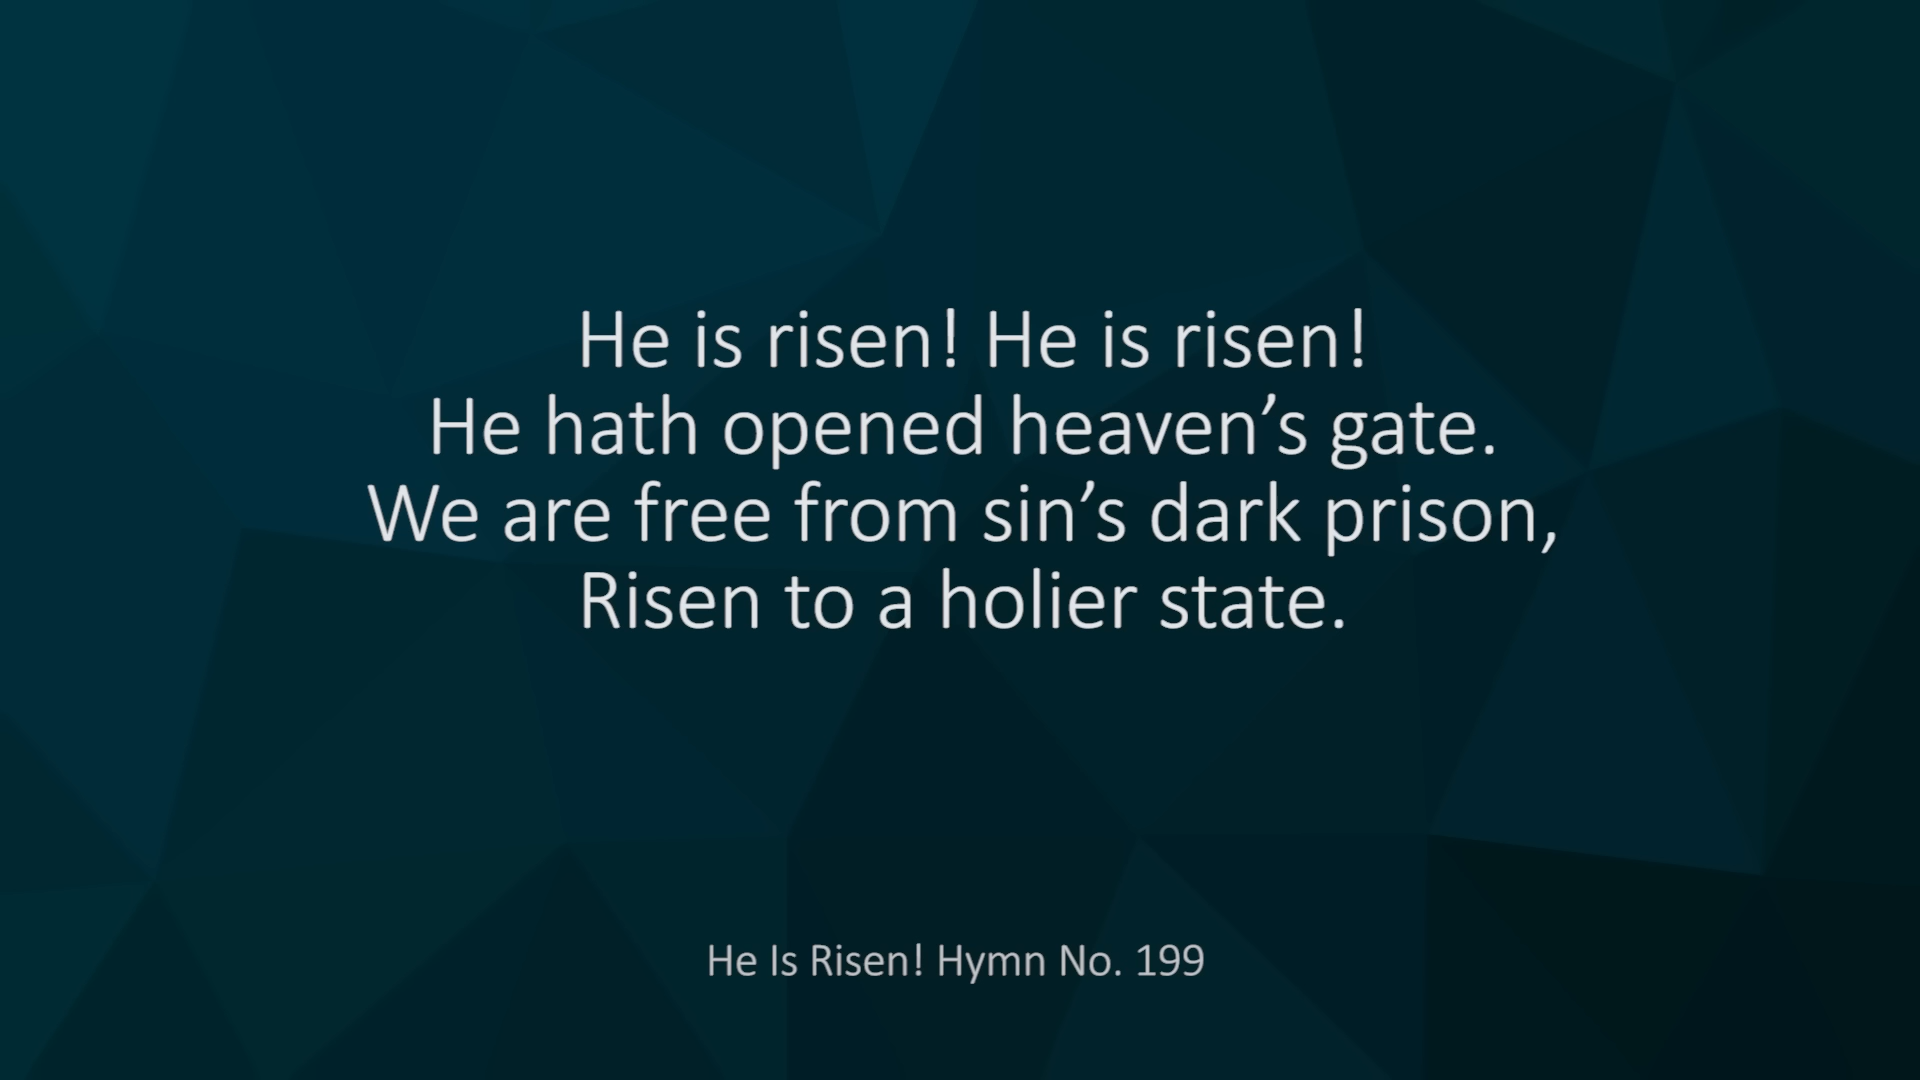 He is risen! He is risen!
He hath opened heaven’s gate.
We are free from sin’s dark prison,
Risen to a holier state.
He Is Risen! Hymn No. 199